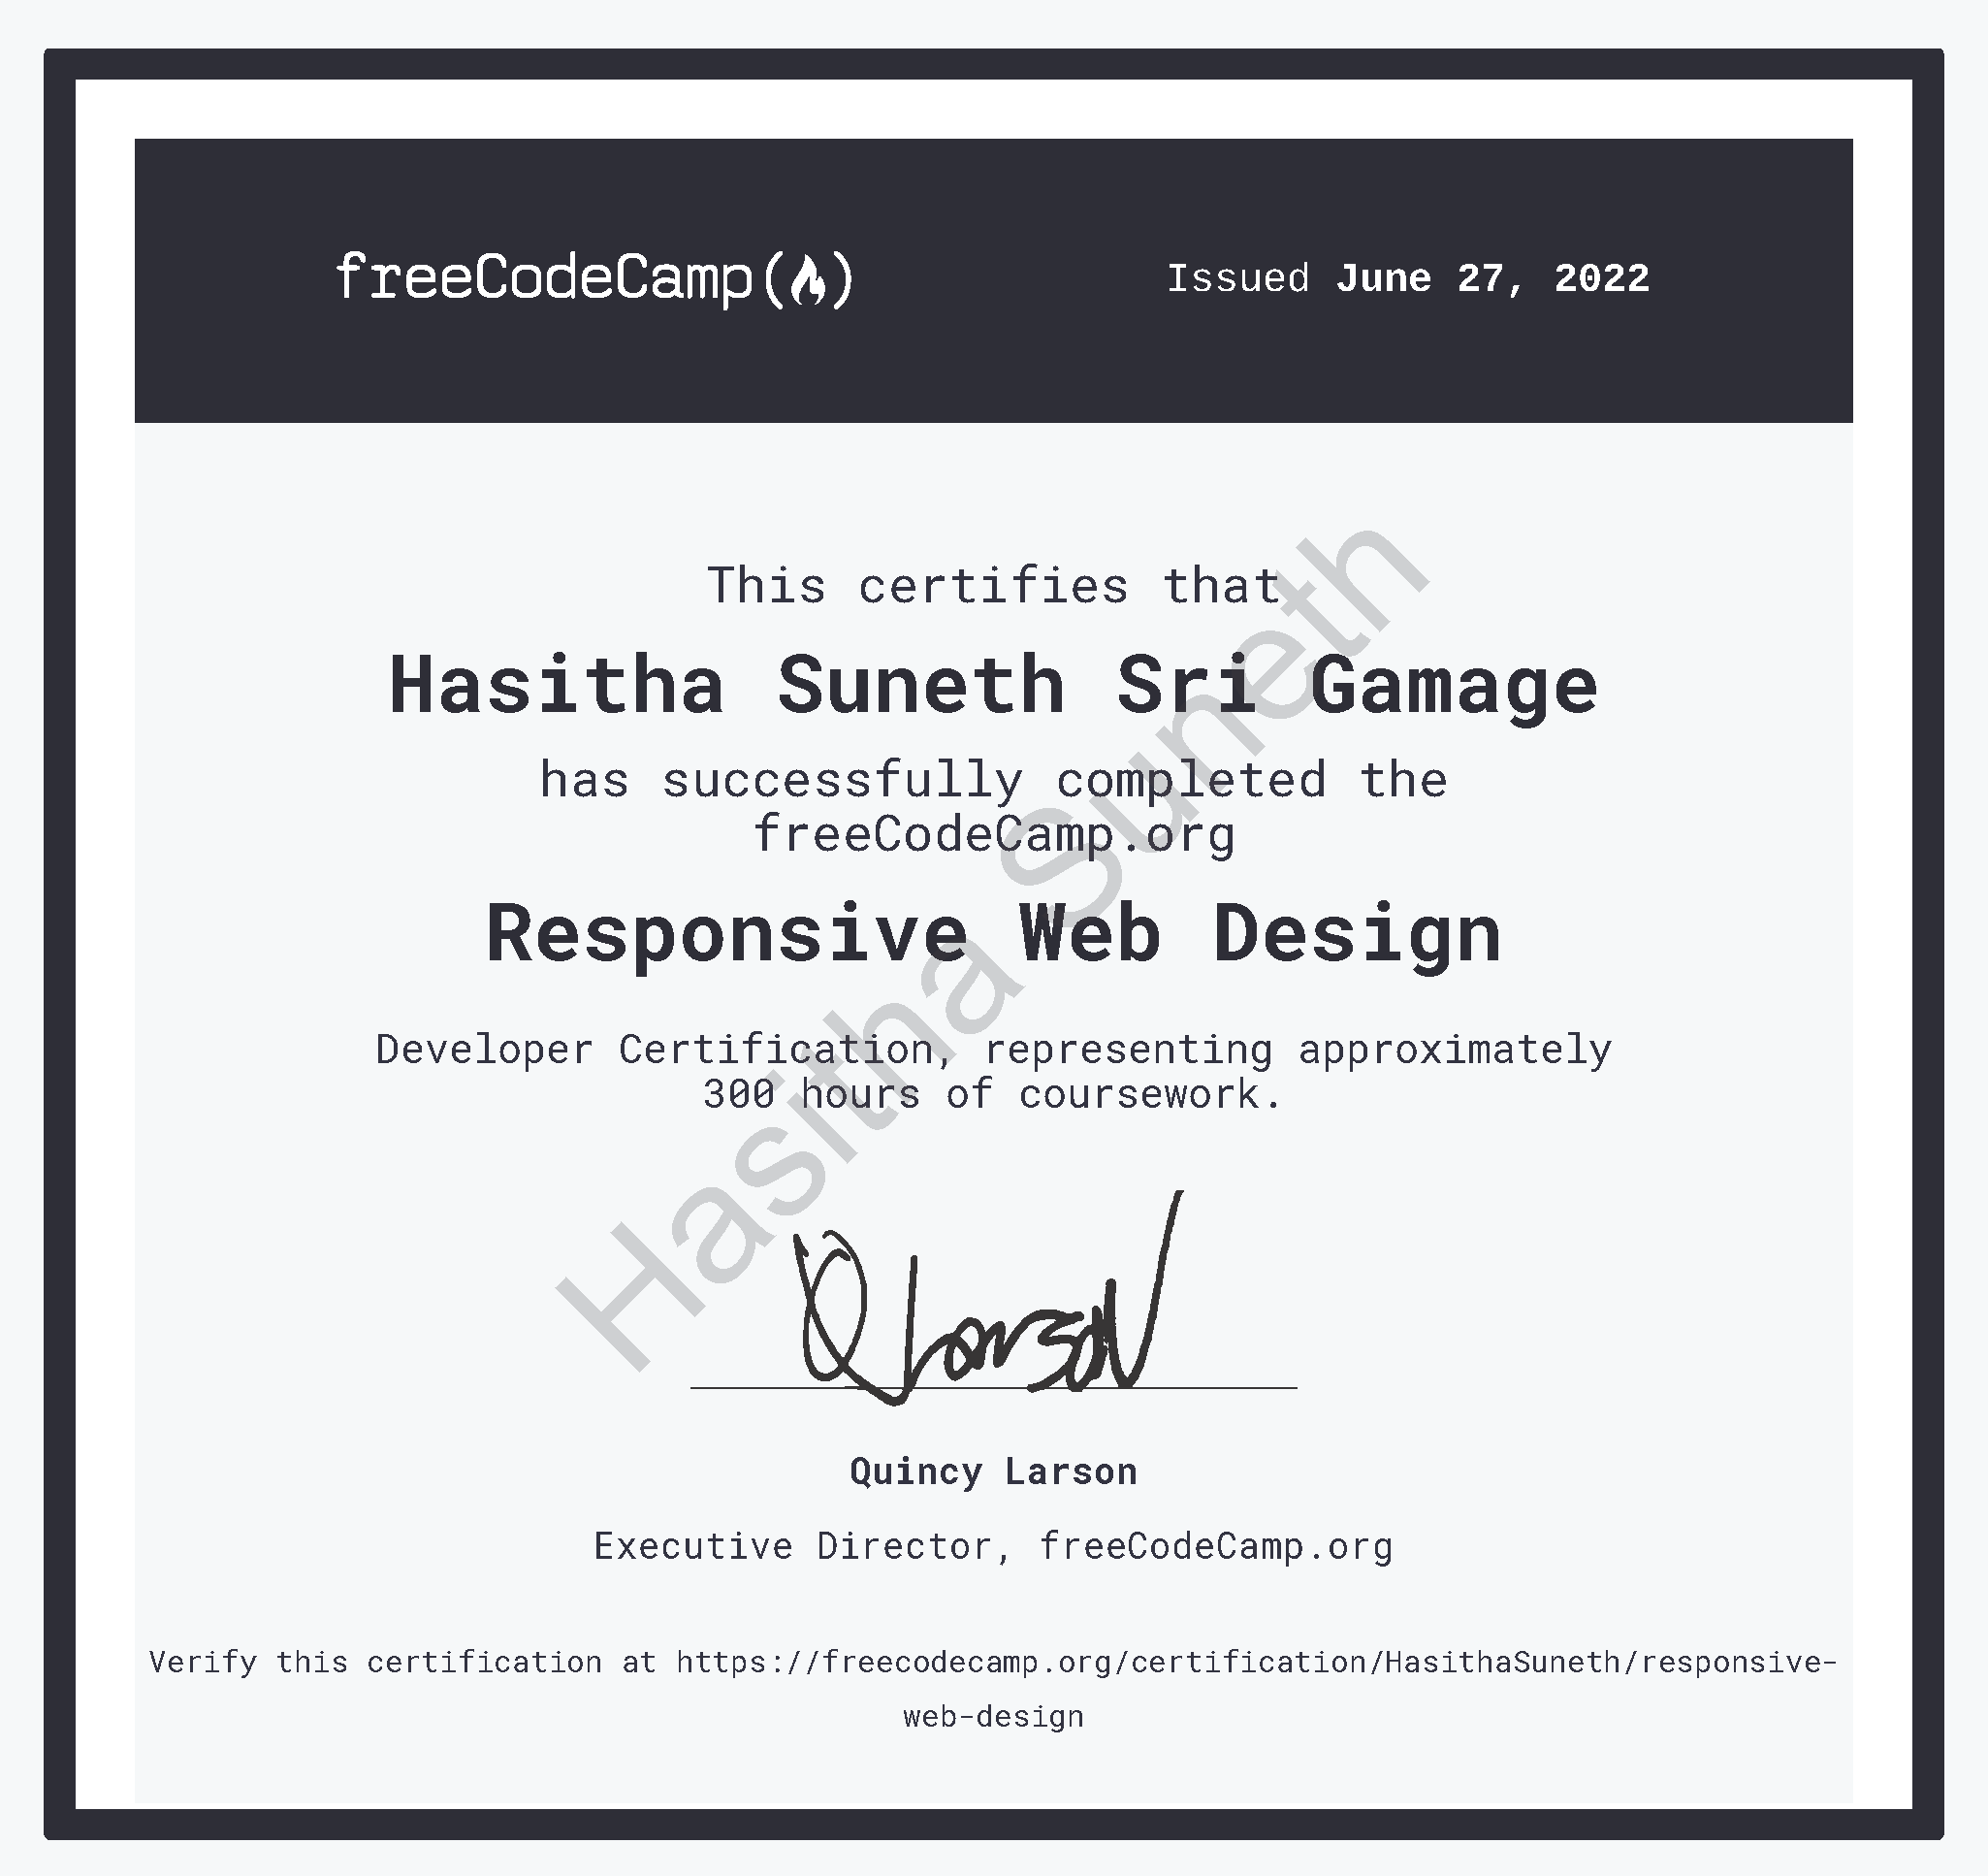 freeCodeCamp(🔥)
Issued June 27, 2022
This certifies that
Hasitha Suneth Sri Gamage
has successfully completed the
freeCodeCamp.org
Responsive Web Design
Developer Certification, representing approximately
300 hours of coursework.
Hasitha Suneth
QLarson
Quincy Larson
Executive Director, freeCodeCamp.org
Verify this certification at https://freecodecamp.org/certification/HasithaSuneth/responsive-
web-design